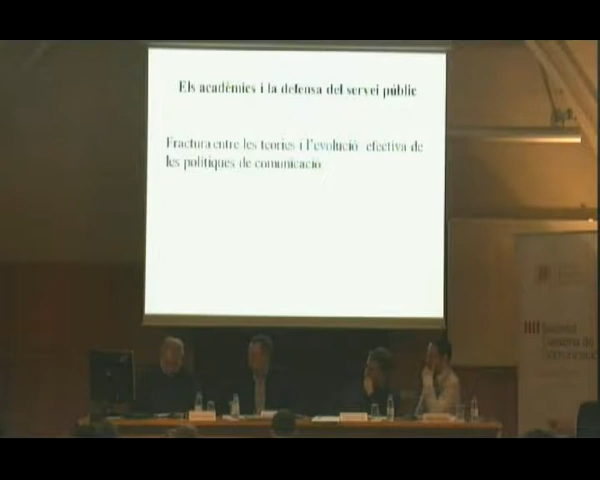 Els acadèmics i la defensa del servei públic
Fractura entre les teories i l'evolució efectiva de
les polítiques de comunicació